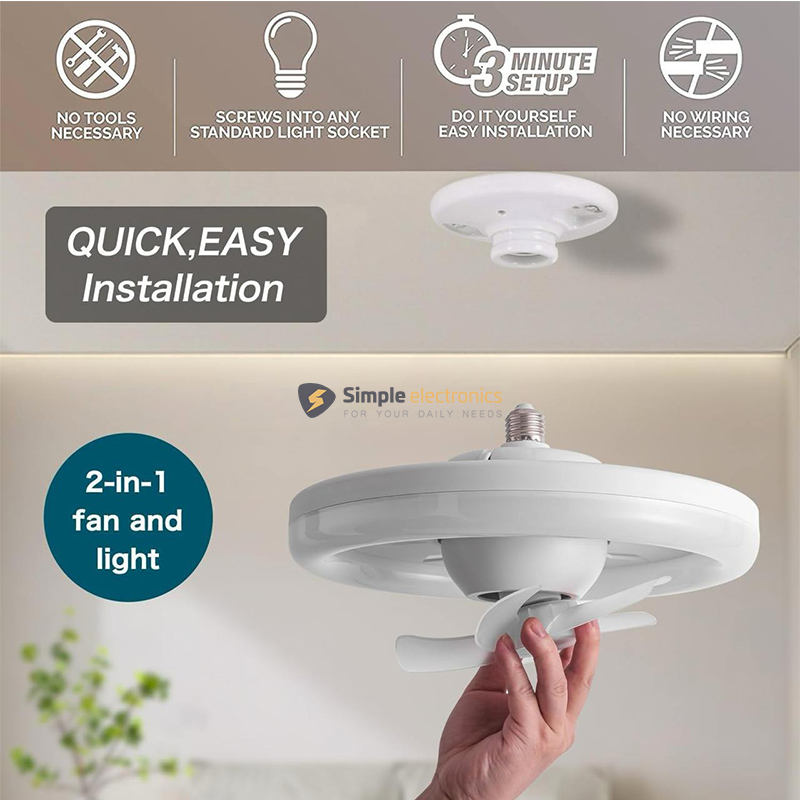 NO TOOLS
NECESSARY
SCREWS INTO ANY
STANDARD LIGHT SOCKET
3 MINUTE
SETUP
DO IT YOURSELF
EASY INSTALLATION
NO WIRING
NECESSARY
QUICK,EASY
Installation
Simple electronics
FOR YOUR DAILY NEEDS
2-in-1
fan and
light